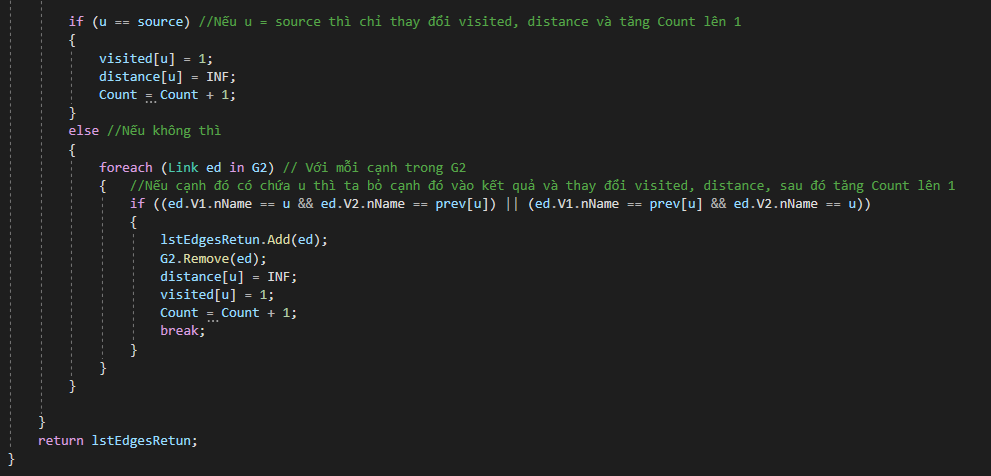 if (u == source) //Nếu u = source thì chỉ thay đổi visited, distance và tăng Count lên 1
{
visited[u] = 1;
distance[u] = INF;
Count = Count + 1;
}
else //Nếu không thì
{
foreach (Link ed in G2) // Với mỗi cạnh trong G2
{ //Nếu cạnh đó có chứa u thì ta bỏ cạnh đó vào kết quả và thay đổi visited, distance, sau đó tăng Count lên 1
if ((ed.V1.nName == u && ed.V2.nName == prev[u]) || (ed.V1.nName == prev[u] && ed.V2.nName == u))
{
lstEdgesRetun.Add(ed);
G2.Remove(ed);
distance[u] = INF;
visited[u] = 1;
Count = Count + 1;
break;
}
}
}
}
return lstEdgesRetun;
}